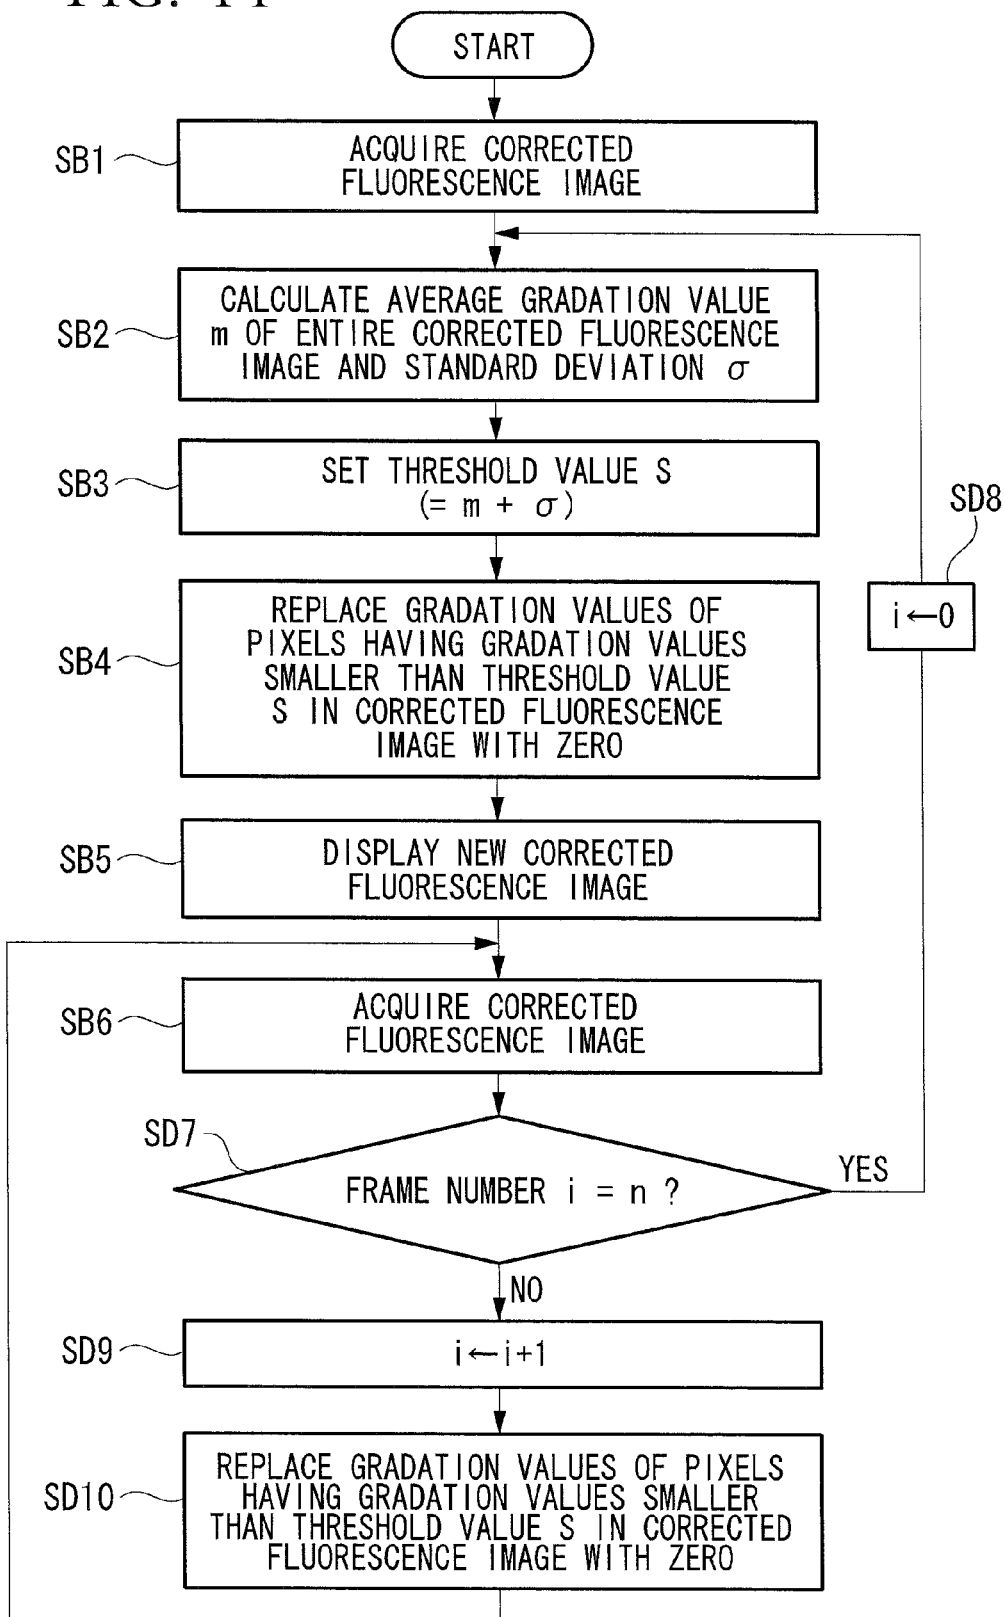 START
SB1
ACQUIRE CORRECTED
FLUORESCENCE IMAGE
SB2
CALCULATE AVERAGE GRADATION VALUE
m OF ENTIRE CORRECTED FLUORESCENCE
IMAGE AND STANDARD DEVIATION σ
SB3
SET THRESHOLD VALUE S
(= m + σ)
SD8
i←0
SB4
REPLACE GRADATION VALUES OF
PIXELS HAVING GRADATION VALUES
SMALLER THAN THRESHOLD VALUE
S IN CORRECTED FLUORESCENCE
IMAGE WITH ZERO
SB5
DISPLAY NEW CORRECTED
FLUORESCENCE IMAGE
SB6
ACQUIRE CORRECTED
FLUORESCENCE IMAGE
SD7
FRAME NUMBER i = n ?
YES
NO
SD9
i←i+1
SD10
REPLACE GRADATION VALUES OF PIXELS
HAVING GRADATION VALUES SMALLER
THAN THRESHOLD VALUE S IN CORRECTED
FLUORESCENCE IMAGE WITH ZERO